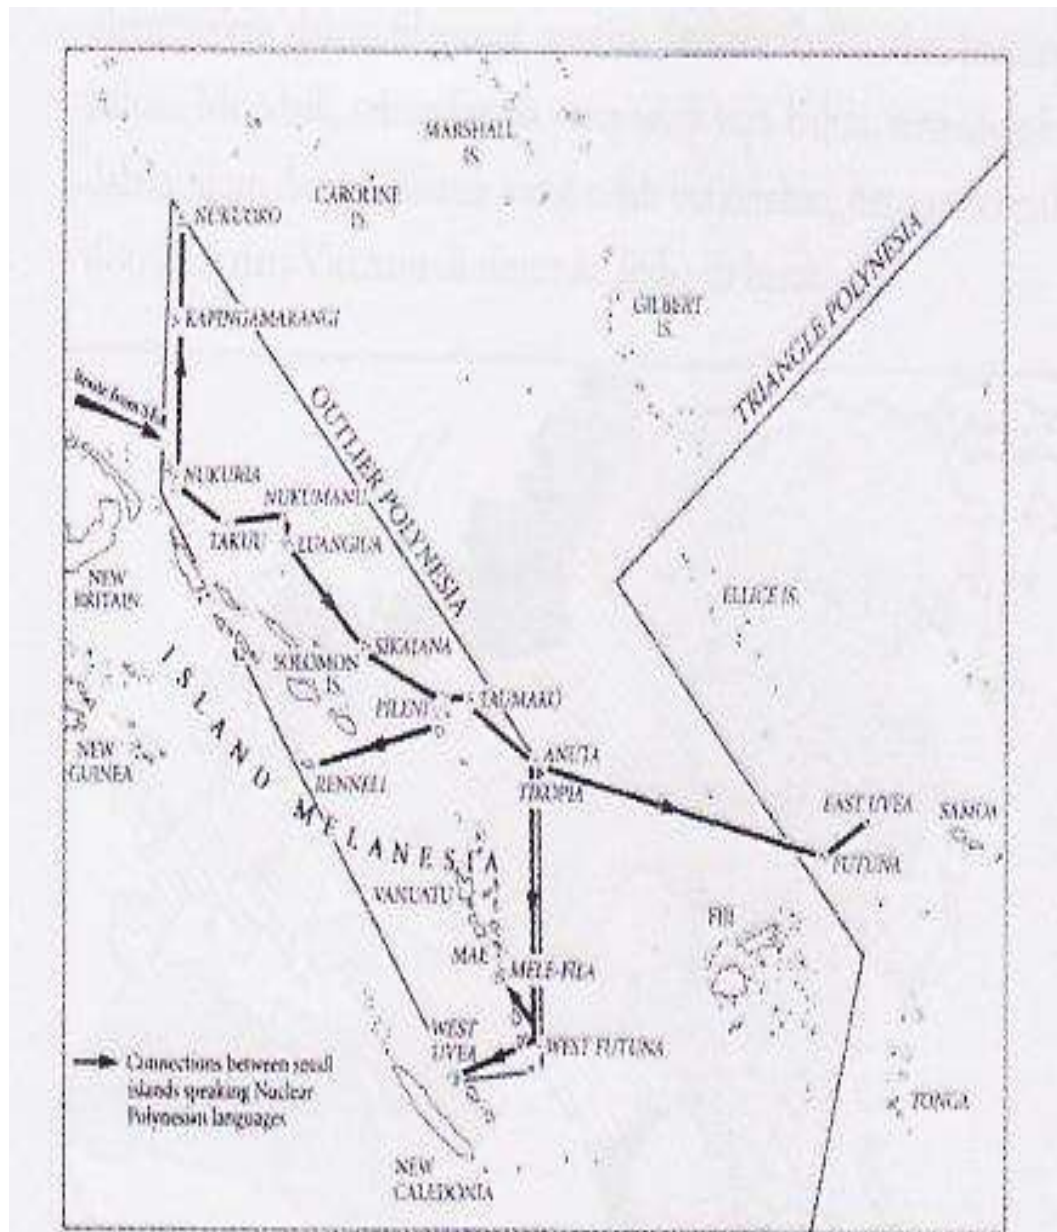 MARSHALL
IS.
CAROLINE
NUKUORO
KAPINGAMARANGI
GILBERT
IS.
TRIANGLE POLYNESIA
OUTLIER POLYNESIA
Route from
NUKURIA
NUKUMANU
TAKUU
LUANGIUA
NEW
BRITAIN
ELLICE IS.
SIKAIANA
SOLOMON
IS.
PILENI
TAUMAKO
NEW
GUINEA
RENNELL
ANUTA
TIKOPIA
ISLAND MELANESIA
EAST UVEA
SAMOA
FUTUNA
VANUATU
FIJI
MAE
MELE-FILA
WEST
UVEA
WEST FUTUNA
Connections between small
islands speaking Nuclear
Polynesian languages
TONGA
NEW
CALEDONIA